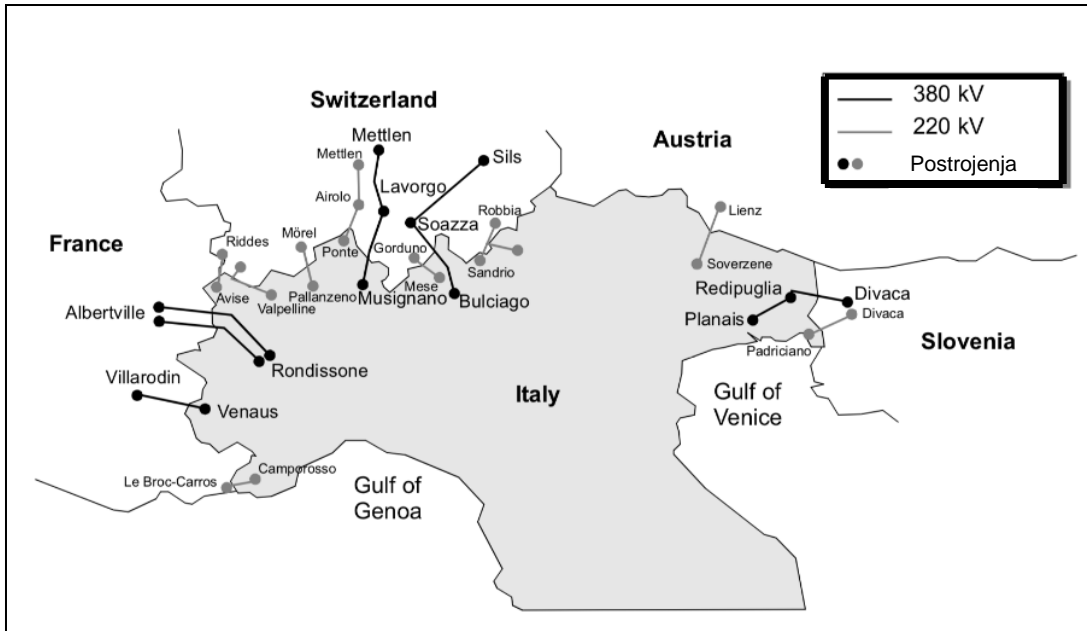 380 kV
220 kV
Postrojenja
Switzerland
Mettlen
Mettlen
Sils
Austria
Lavorgo
Airolo
Soazza
Robbia
Lienz
France
Riddes
Mörel
Ponte
Gorduno
Sandrio
Soverzene
Avise
Valpelline
Pallanzeno
Musignano
Mese
Bulciago
Redipuglia
Divaca
Albertville
Planais
Divaca
Rondissone
Padriciano
Slovenia
Villarodin
Venaus
Italy
Gulf of
Venice
Le Broc-Carros
Camporosso
Gulf of
Genoa